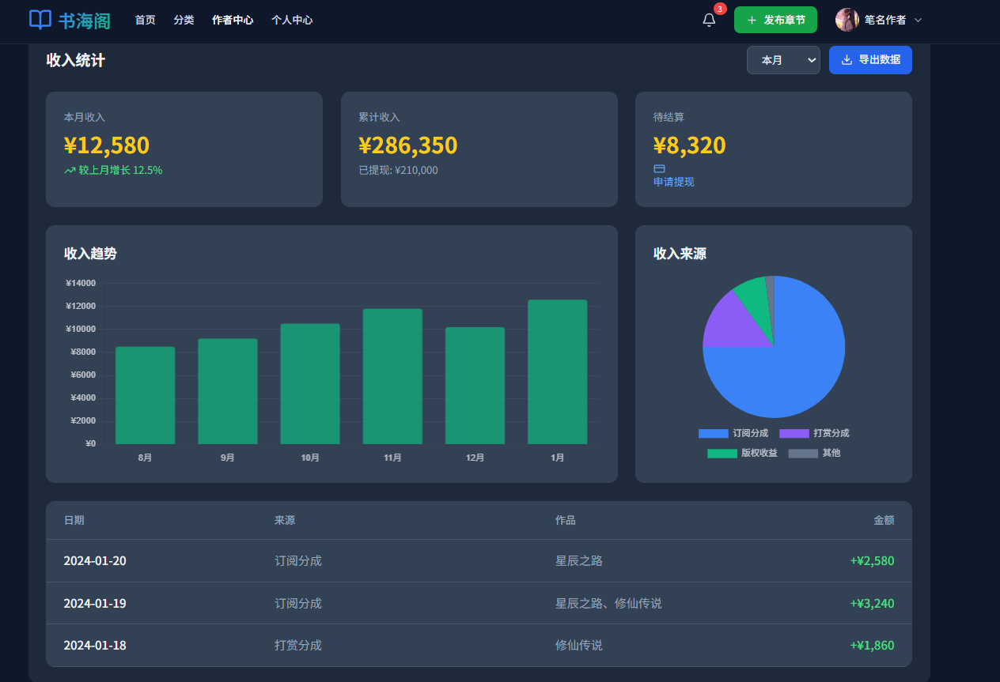 书海阁 首页 分类 作者中心 个人中心 3 发布章节 笔名作者
收入统计 本月 导出数据
本月收入 累计收入 待结算
¥12,580 ¥286,350 ¥8,320
较上月增长 12.5% 已提现: ¥210,000
申请提现
收入趋势 收入来源
¥14000
¥12000
¥10000
¥8000
¥6000
¥4000
¥2000
¥0
8月 9月 10月 11月 12月 1月
订阅分成 打赏分成
版权收益 其他
日期 来源 作品 金额
2024-01-20 订阅分成 星辰之路 +¥2,580
2024-01-19 订阅分成 星辰之路、修仙传说 +¥3,240
2024-01-18 打赏分成 修仙传说 +¥1,860